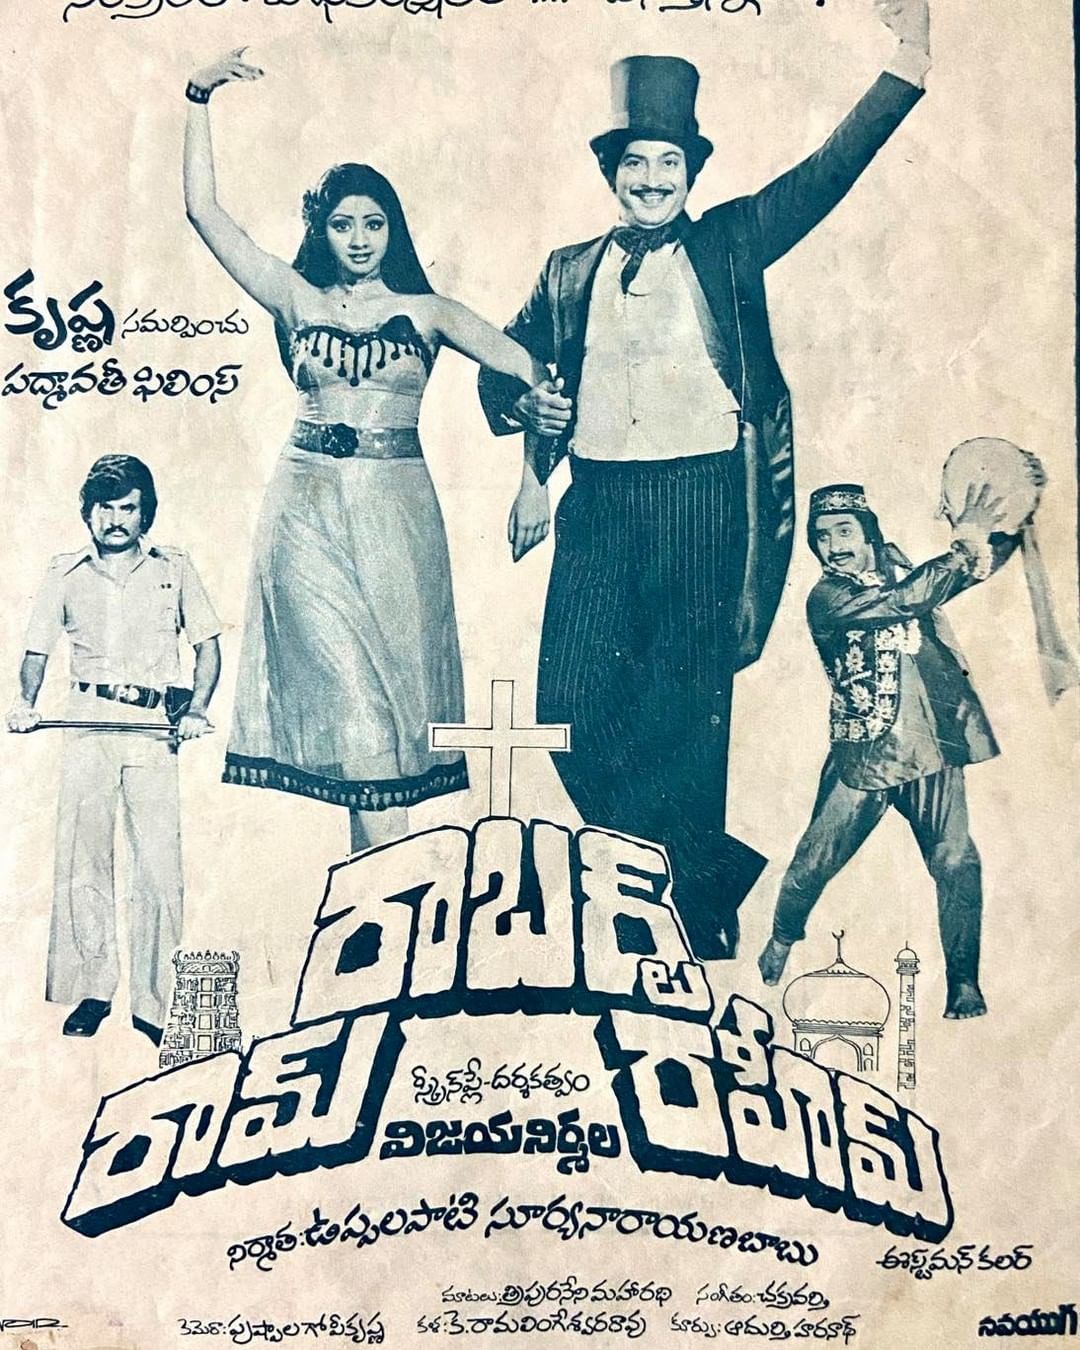 కృష్ణ సమర్పించు
పద్మావతీ ఫిలింస్
రాబర్ట్
రామ్ రహీమ్
స్క్రీన్‌ప్లే-దర్శకత్వం
విజయనిర్మల
నిర్మాత: ఉప్పలపాటి సూర్యనారాయణబాబు
ఈస్ట్‌మన్ కలర్
మాటలు: త్రిపురనేని మహారథి సంగీతం: చక్రవర్తి
కెమెరా: పుష్పాల గోపీకృష్ణ కళ: కె. రామలింగేశ్వరరావు కూర్పు: ఆదుర్తి హరనాథ్
నవయుగ